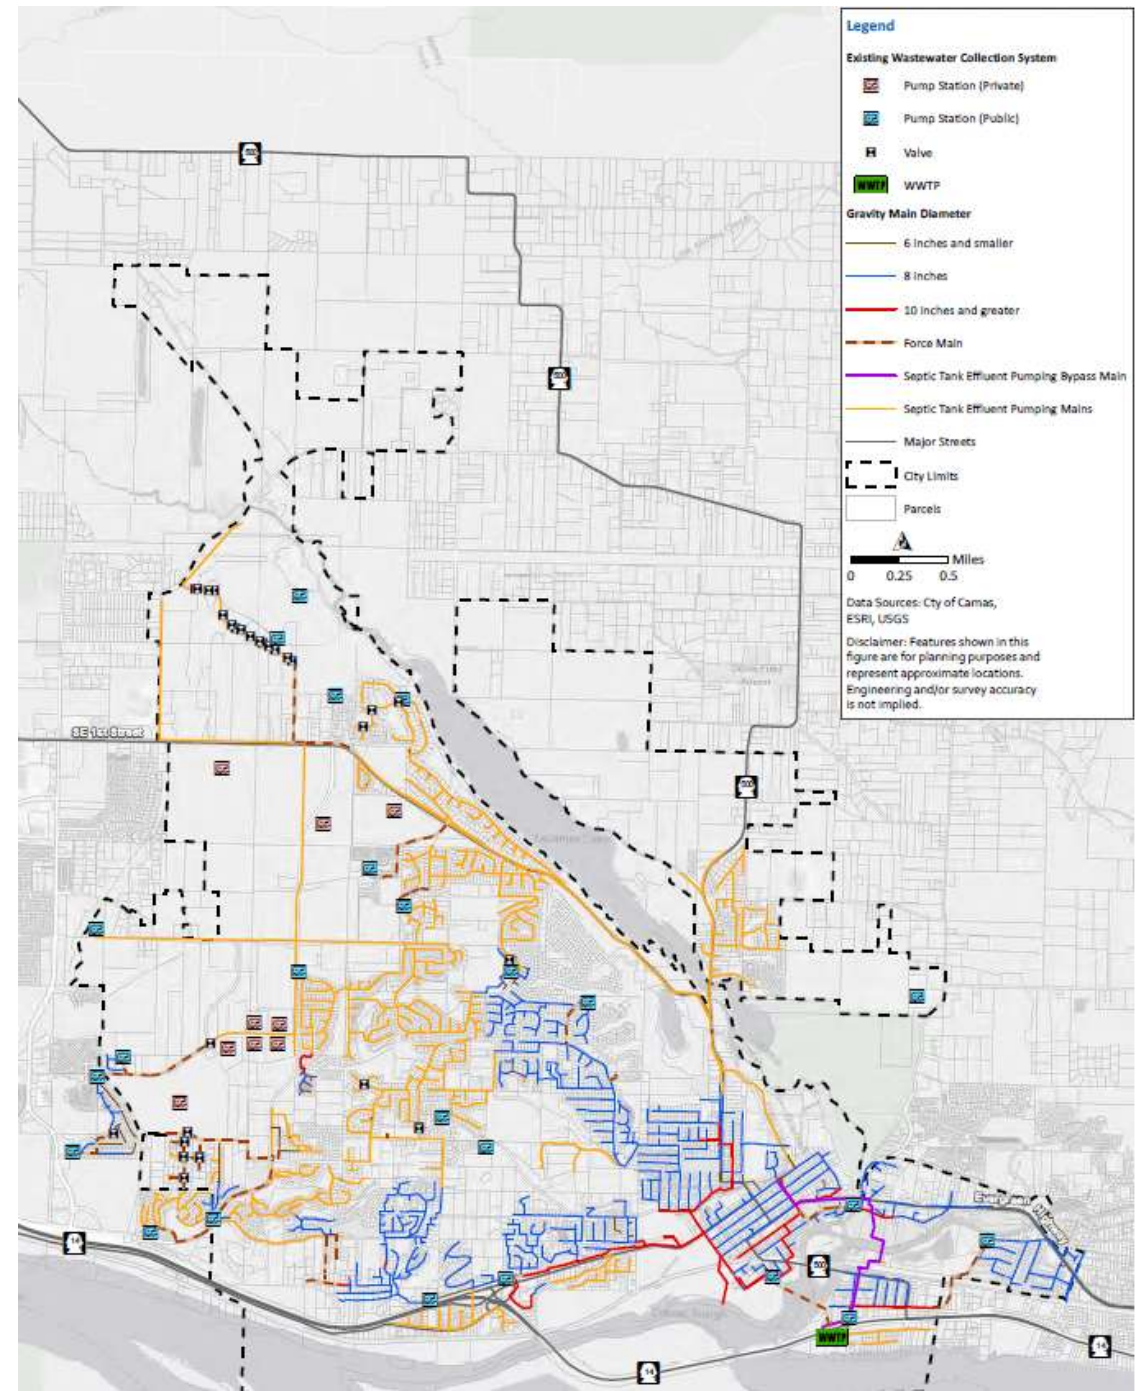 Legend
Existing Wastewater Collection System
Pump Station (Private)
Pump Station (Public)
Valve
WWTP
WWTP
Gravity Main Diameter
6 inches and smaller
8 inches
10 inches and greater
Force Main
Septic Tank Effluent Pumping Bypass Main
Septic Tank Effluent Pumping Mains
Major Streets
City Limits
Parcels
Miles
0 0.25 0.5
Data Sources: Cty of Camas,
ESRI, USGS
Disclaimer: Features shown in this
figure are for planning purposes and
represent approximate locations.
Engineering and/or survey accuracy
is not implied.
500
500
SE 1st Street
500
14
500
WWTP
14
14